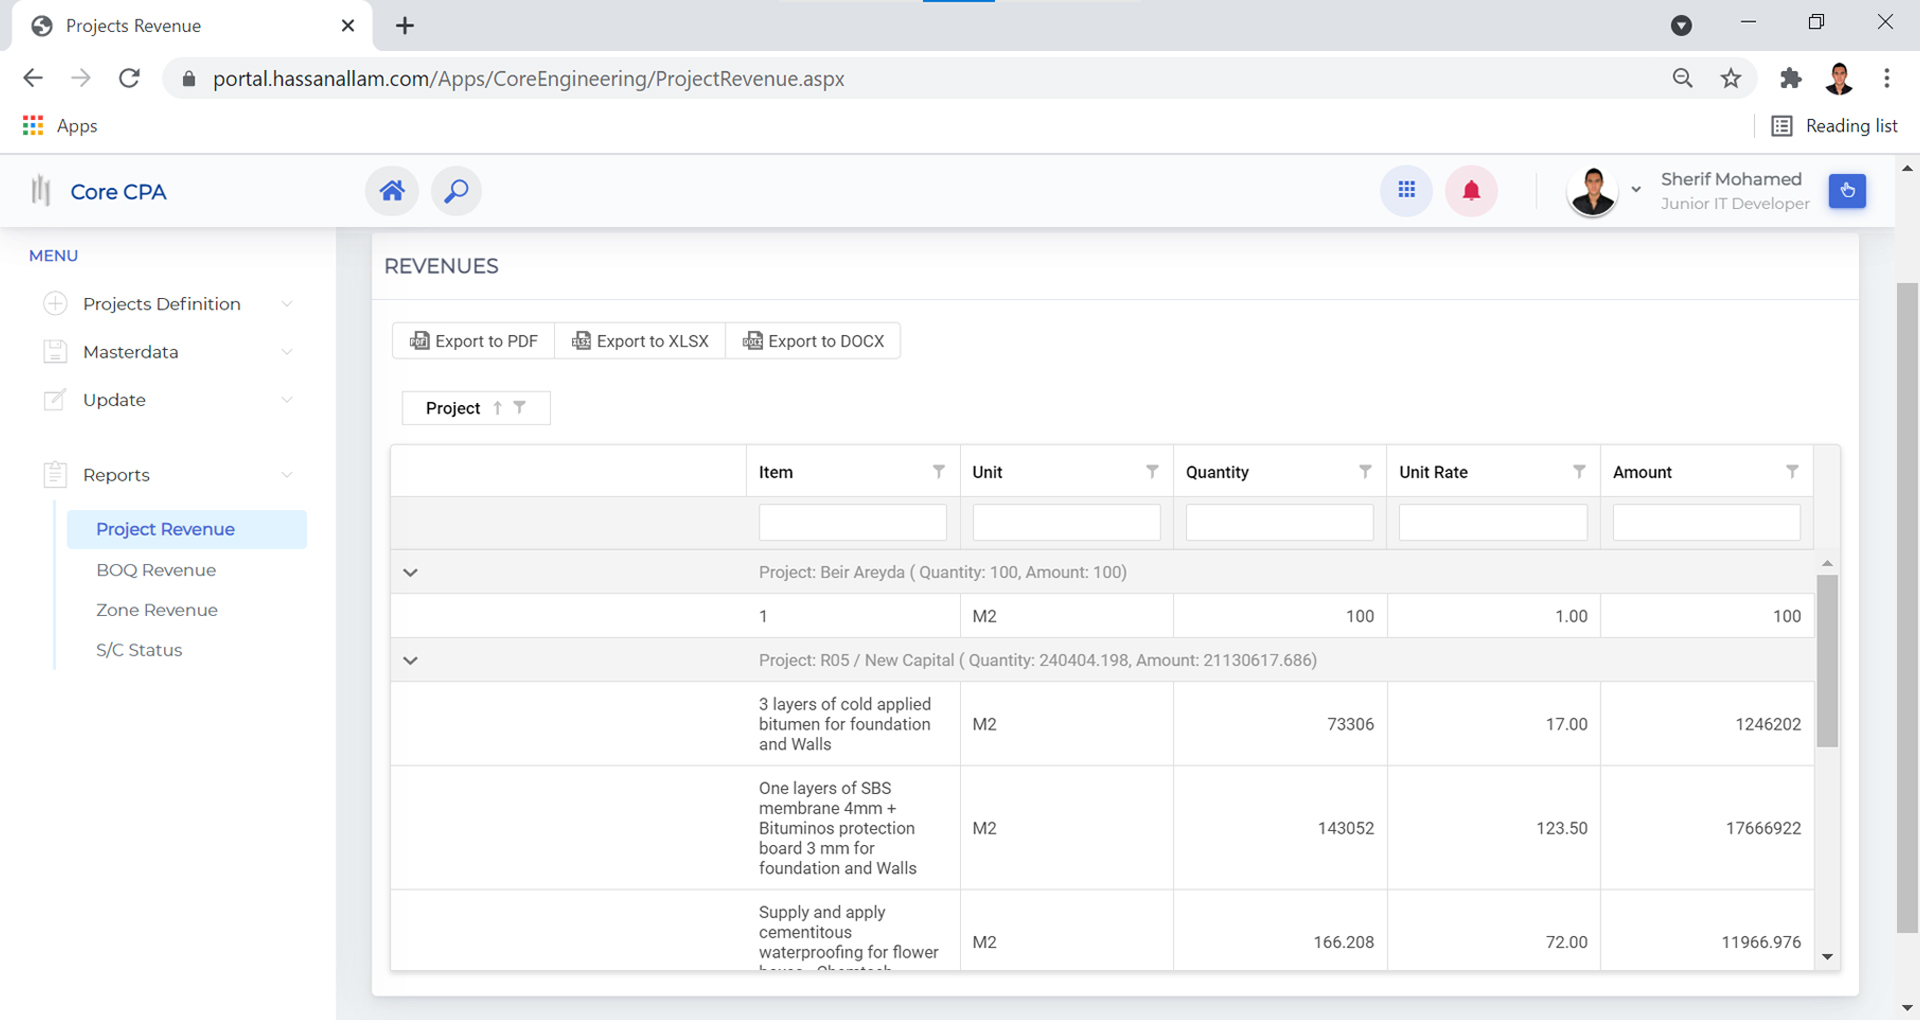 Projects Revenue
portal.hassanallam.com/Apps/CoreEngineering/ProjectRevenue.aspx
Apps
Reading list
Core CPA
Sherif Mohamed
Junior IT Developer
MENU
Projects Definition
Masterdata
Update
Reports
Project Revenue
BOQ Revenue
Zone Revenue
S/C Status
REVENUES
Export to PDF
Export to XLSX
Export to DOCX
Project
Item
Unit
Quantity
Unit Rate
Amount
Project: Beir Areyda ( Quantity: 100, Amount: 100)
1
M2
100
1.00
100
Project: R05 / New Capital ( Quantity: 240404.198, Amount: 21130617.686)
3 layers of cold applied
bitumen for foundation
and Walls
M2
73306
17.00
1246202
One layers of SBS
membrane 4mm +
Bituminos protection
board 3 mm for
foundation and Walls
M2
143052
123.50
17666922
Supply and apply
cementitous
waterproofing for flower
M2
166.208
72.00
11966.976